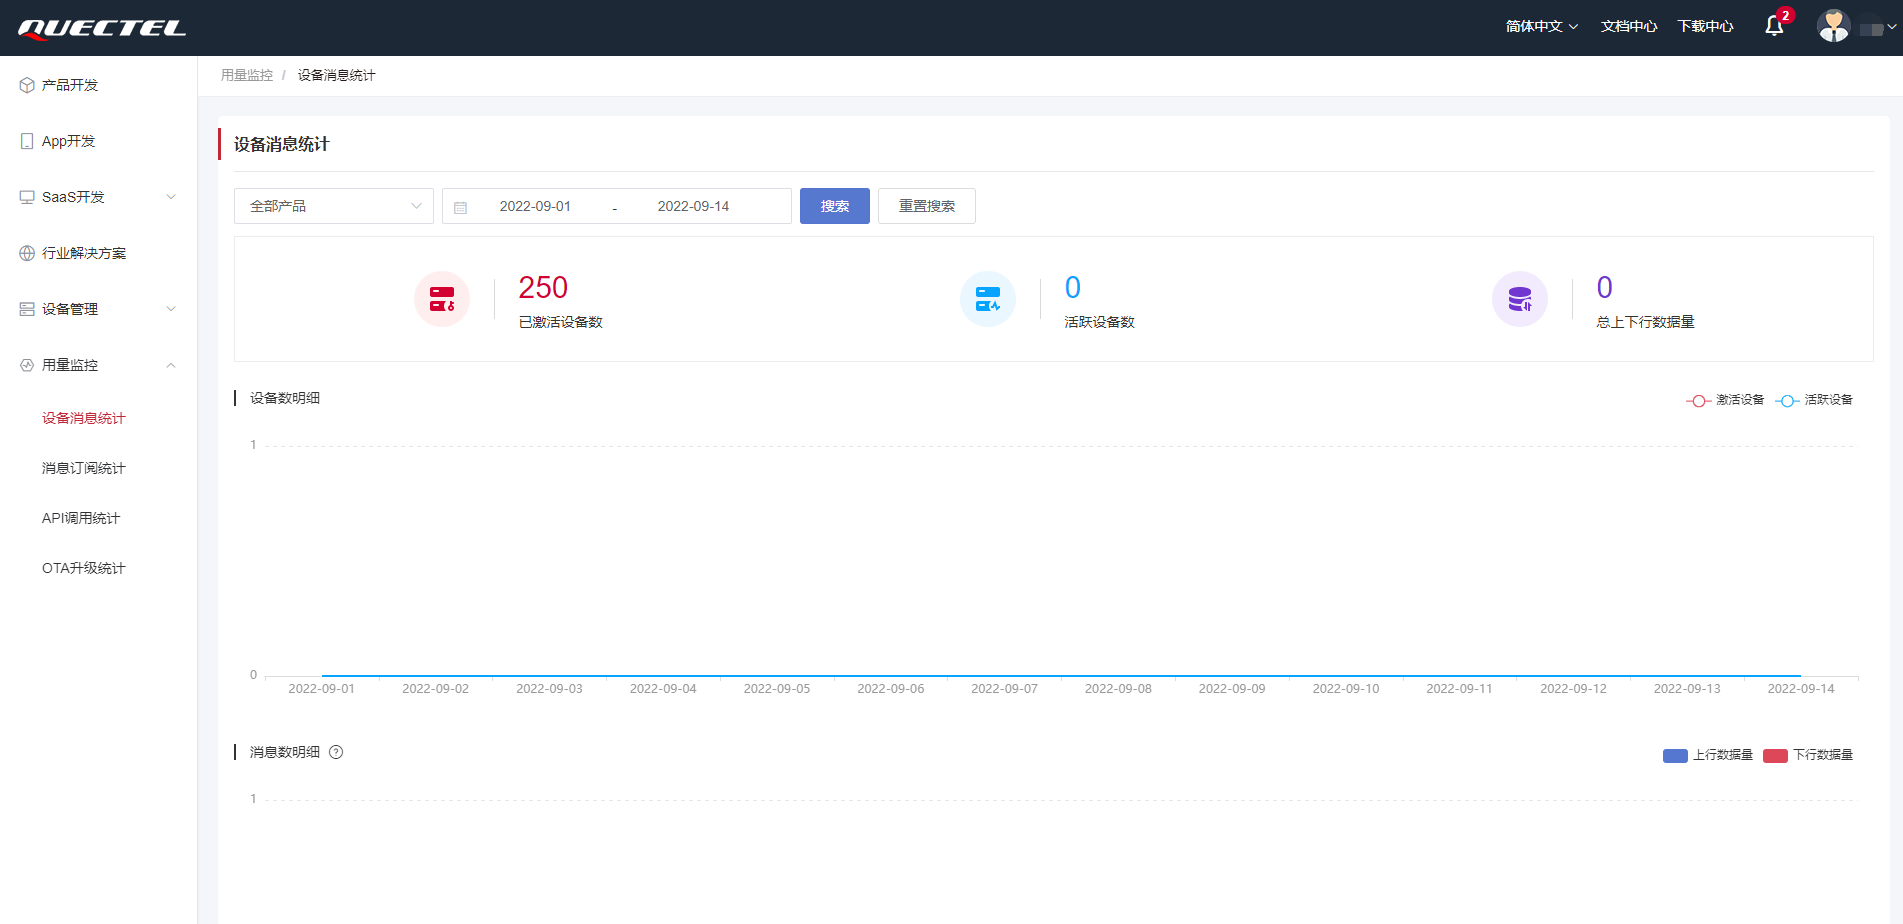 QUECTEL
简体中文 文档中心 下载中心 2
产品开发
App开发
SaaS开发
行业解决方案
设备管理
用量监控
设备消息统计
消息订阅统计
API调用统计
OTA升级统计
用量监控 / 设备消息统计
设备消息统计
全部产品 2022-09-01 - 2022-09-14 搜索 重置搜索
250
已激活设备数
0
活跃设备数
0
总上下行数据量
设备数明细 激活设备 活跃设备
1
0
2022-09-01 2022-09-02 2022-09-03 2022-09-04 2022-09-05 2022-09-06 2022-09-07 2022-09-08 2022-09-09 2022-09-10 2022-09-11 2022-09-12 2022-09-13 2022-09-14
消息数明细 ? 上行数据量 下行数据量
1